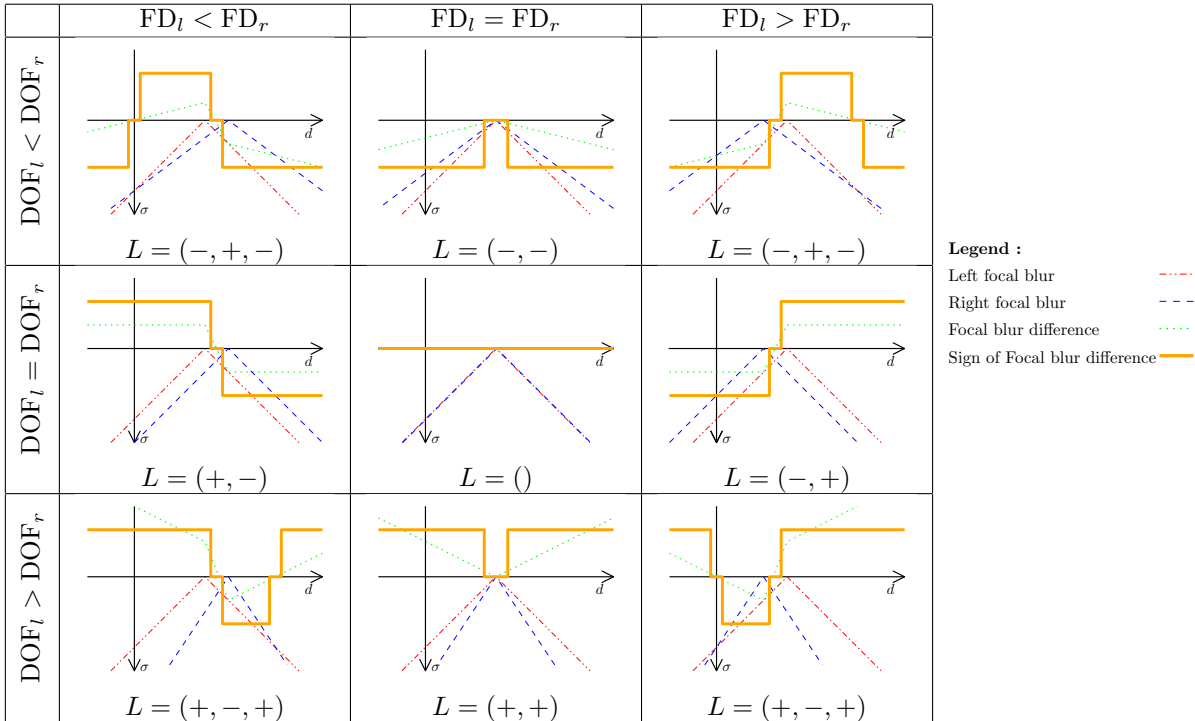 FD_l < FD_r
FD_l = FD_r
FD_l > FD_r
DOF_l < DOF_r
d
σ
L = (−, +, −)
d
σ
L = (−, −)
d
σ
L = (−, +, −)
DOF_l = DOF_r
d
σ
L = (+, −)
d
σ
L = ()
d
σ
L = (−, +)
DOF_l > DOF_r
d
σ
L = (+, −, +)
d
σ
L = (+, +)
d
σ
L = (+, −, +)
Legend :
Left focal blur
Right focal blur
Focal blur difference
Sign of Focal blur difference